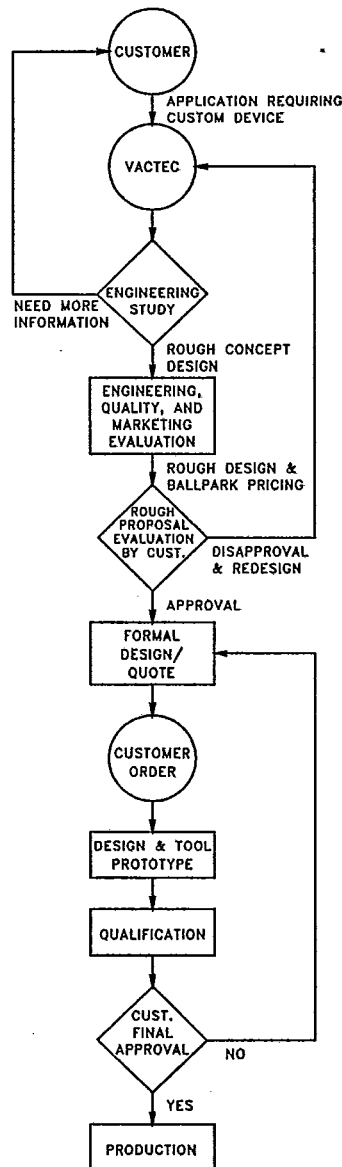 CUSTOMER
APPLICATION REQUIRING
CUSTOM DEVICE
VACTEC
ENGINEERING
STUDY
NEED MORE
INFORMATION
ROUGH CONCEPT
DESIGN
ENGINEERING,
QUALITY, AND
MARKETING
EVALUATION
ROUGH DESIGN &
BALLPARK PRICING
ROUGH
PROPOSAL
EVALUATION
BY CUST.
DISAPPROVAL
& REDESIGN
APPROVAL
FORMAL
DESIGN/
QUOTE
CUSTOMER
ORDER
DESIGN & TOOL
PROTOTYPE
QUALIFICATION
CUST.
FINAL
APPROVAL
NO
YES
PRODUCTION